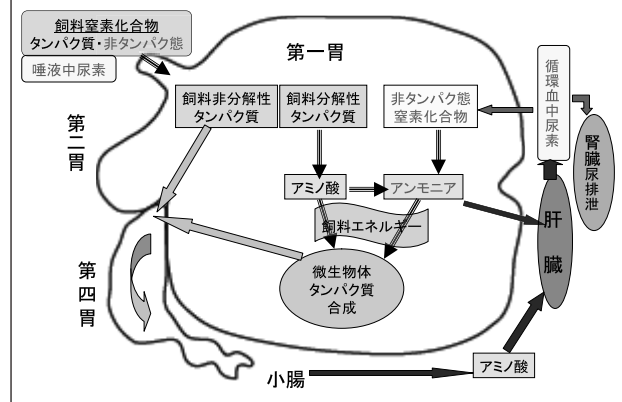 飼料窒素化合物
タンパク質・非タンパク態
唾液中尿素
第一胃
第二胃
第四胃
飼料非分解性
タンパク質
飼料分解性
タンパク質
非タンパク態
窒素化合物
循環血中尿素
腎臓尿排泄
アミノ酸
アンモニア
飼料エネルギー
肝臓
微生物体
タンパク質
合成
小腸
アミノ酸